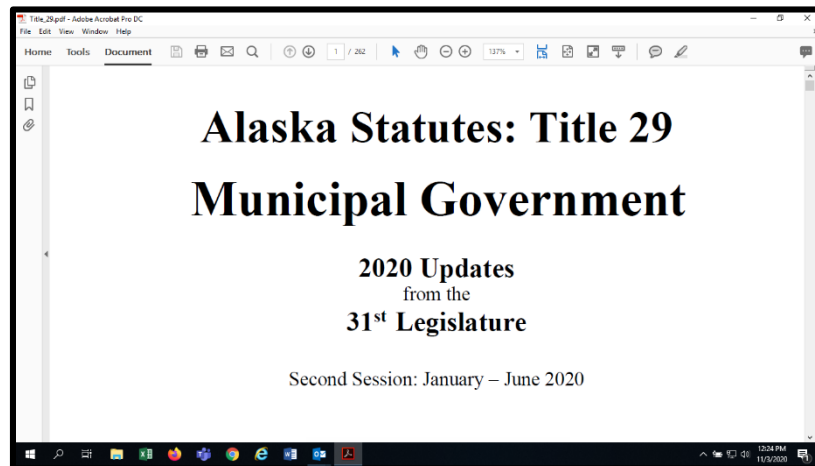 Title_29.pdf - Adobe Acrobat Pro DC
File Edit View Window Help
Home Tools Document 1 / 262 137%
Alaska Statutes: Title 29
Municipal Government
2020 Updates
from the
31st Legislature
Second Session: January – June 2020
12:24 PM
11/3/2020